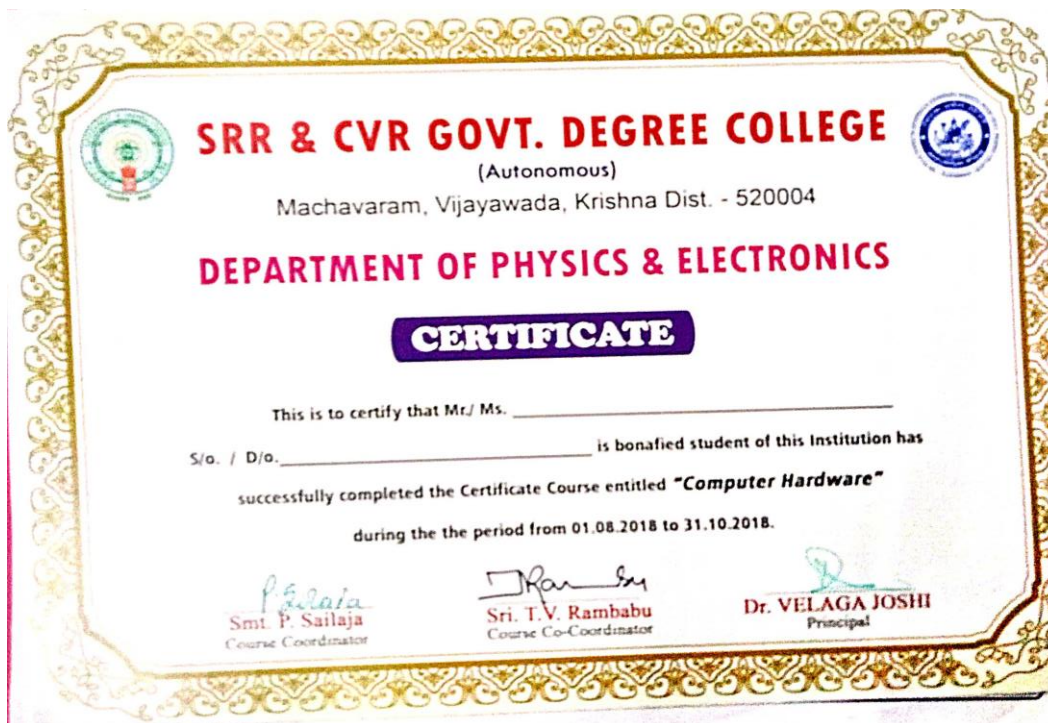 SRR & CVR GOVT. DEGREE COLLEGE
(Autonomous)
Machavaram, Vijayawada, Krishna Dist. - 520004
DEPARTMENT OF PHYSICS & ELECTRONICS
CERTIFICATE
This is to certify that Mr./ Ms.
S/o. / D/o. is bonafied student of this Institution has
successfully completed the Certificate Course entitled "Computer Hardware"
during the the period from 01.08.2018 to 31.10.2018.
P. Sailaja
Smt. P. Sailaja Sri. T.V. Rambabu Dr. VELAGA JOSHI
Course Coordinator Course Co-Coordinator Principal